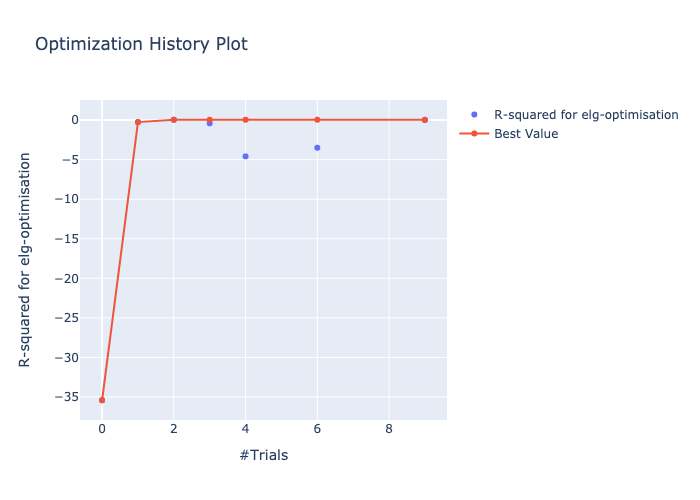 Optimization History Plot
R-squared for elg-optimisation
Best Value
R-squared for elg-optimisation
0
−5
−10
−15
−20
−25
−30
−35
0 2 4 6 8
#Trials